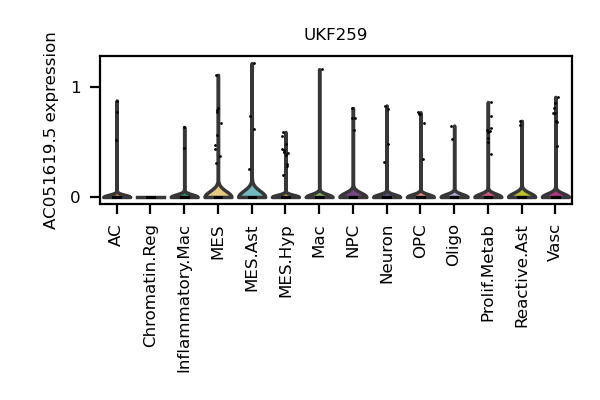 UKF259
AC051619.5 expression
1
0
AC
Chromatin.Reg
Inflammatory.Mac
MES
MES.Ast
MES.Hyp
Mac
NPC
Neuron
OPC
Oligo
Prolif.Metab
Reactive.Ast
Vasc